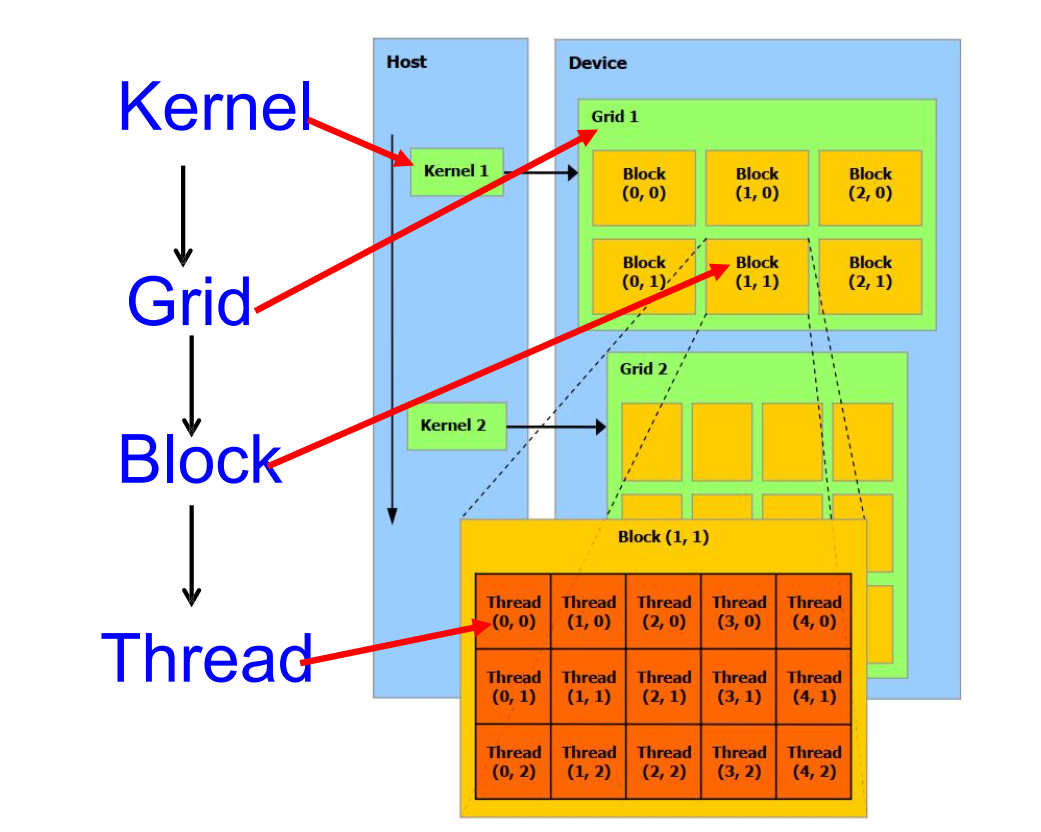 Kernel
Grid
Block
Thread
Host
Kernel 1
Kernel 2
Device
Grid 1
Block
(0, 0)
Block
(1, 0)
Block
(2, 0)
Block
(0, 1)
Block
(1, 1)
Block
(2, 1)
Grid 2
Block (1, 1)
Thread
(0, 0)
Thread
(1, 0)
Thread
(2, 0)
Thread
(3, 0)
Thread
(4, 0)
Thread
(0, 1)
Thread
(1, 1)
Thread
(2, 1)
Thread
(3, 1)
Thread
(4, 1)
Thread
(0, 2)
Thread
(1, 2)
Thread
(2, 2)
Thread
(3, 2)
Thread
(4, 2)